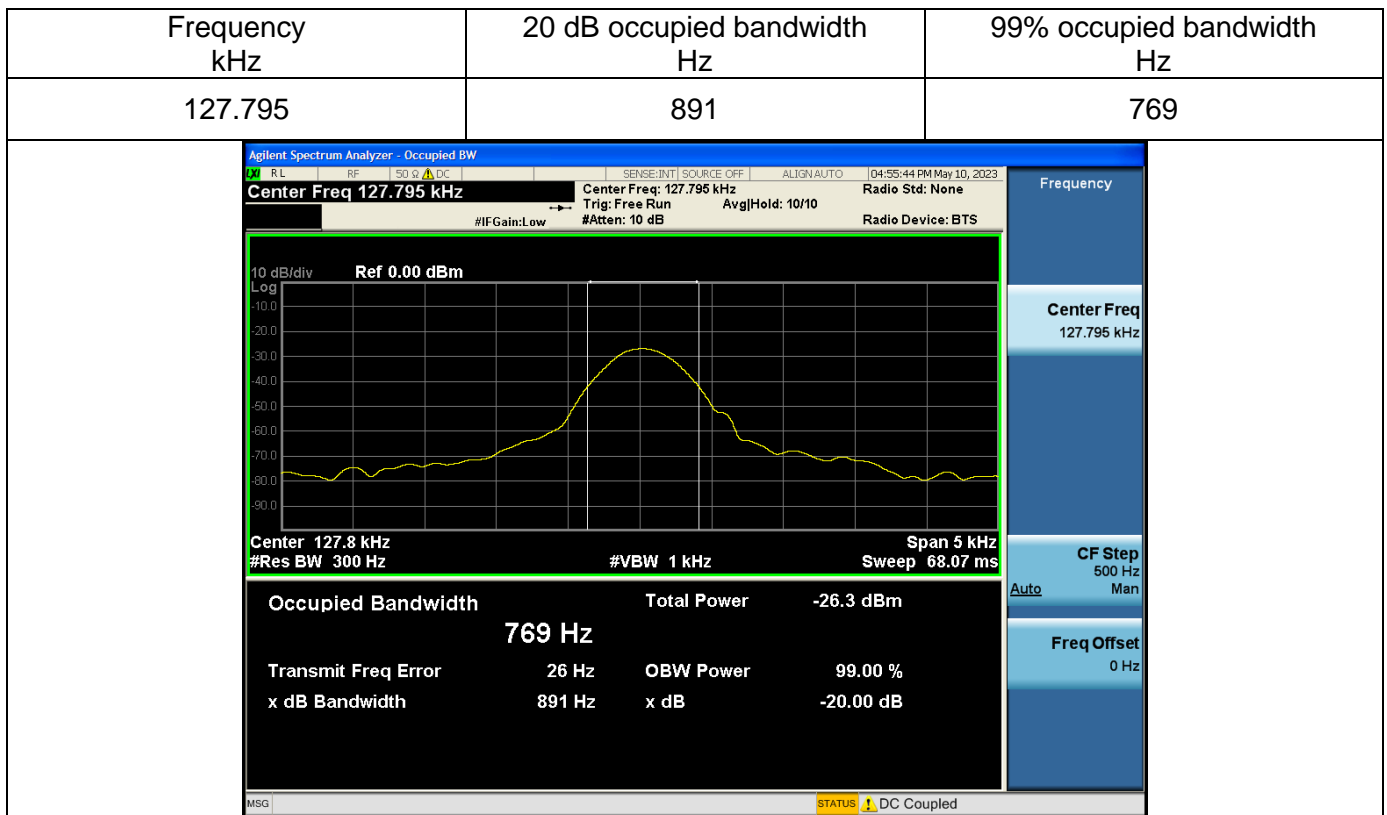 Frequency
kHz
20 dB occupied bandwidth
Hz
99% occupied bandwidth
Hz
127.795
891
769
Agilent Spectrum Analyzer - Occupied BW
LXI RL RF 50 Ω DC SENSE:INT SOURCE OFF ALIGN AUTO 04:55:44 PM May 10, 2023
Center Freq 127.795 kHz
Center Freq: 127.795 kHz
Radio Std: None
Trig: Free Run Avg|Hold: 10/10
#IFGain:Low #Atten: 10 dB Radio Device: BTS
10 dB/div Ref 0.00 dBm
Log
-10.0
-20.0
-30.0
-40.0
-50.0
-60.0
-70.0
-80.0
-90.0
Center 127.8 kHz Span 5 kHz
#Res BW 300 Hz #VBW 1 kHz Sweep 68.07 ms
Occupied Bandwidth Total Power -26.3 dBm
769 Hz
Transmit Freq Error 26 Hz OBW Power 99.00 %
x dB Bandwidth 891 Hz x dB -20.00 dB
MSG STATUS ! DC Coupled
Frequency
Center Freq
127.795 kHz
CF Step
500 Hz
Auto Man
Freq Offset
0 Hz